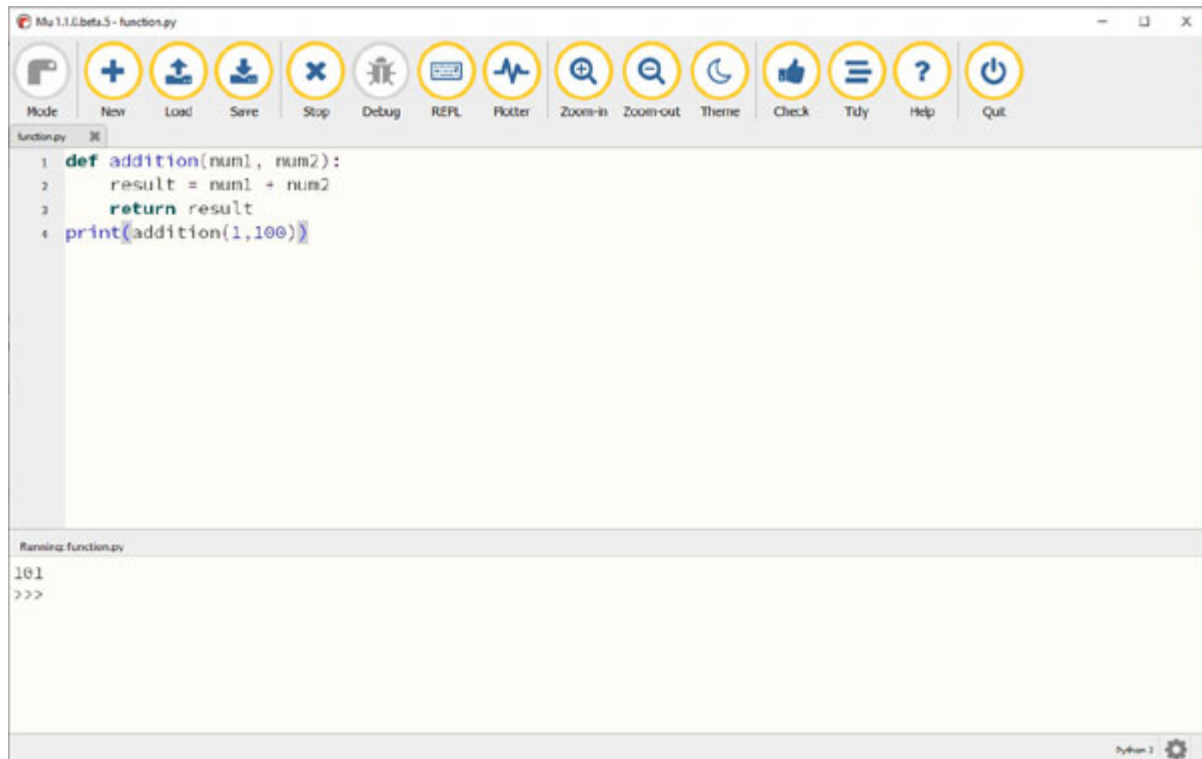 Mu 1.1.0.beta.5 - function.py
Mode New Load Save Stop Debug REPL Plotter Zoom-in Zoom-out Theme Check Tidy Help Quit
function.py
1 def addition(num1, num2):
2     result = num1 + num2
3     return result
4 print(addition(1,100))
Running: function.py
101
>>>
Python 3